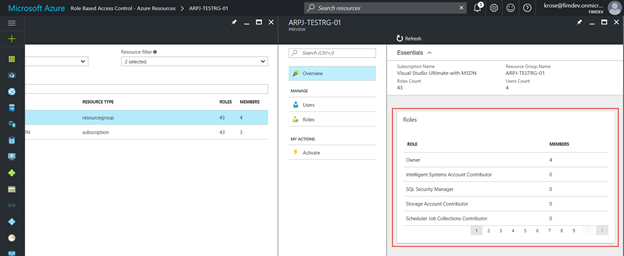 Microsoft Azure
Role Based Access Control - Azure Resources > ARPJ-TESTRG-01
Search resources
1
krose@fimdev.onmicr...
FIMDEV
Resource filter
2 selected
RESOURCE TYPE
ROLES
MEMBERS
resourcegroup
43
4
subscription
43
3
ARPJ-TESTRG-01
PREVIEW
Search (Ctrl+/)
Overview
MANAGE
Users
Roles
MY ACTIONS
Activate
Refresh
Essentials
Subscription Name
Visual Studio Ultimate with MSDN
Roles Count
43
Resource Group Name
ARPJ-TESTRG-01
Users Count
4
Roles
ROLE
MEMBERS
Owner
4
Intelligent Systems Account Contributor
0
SQL Security Manager
0
Storage Account Contributor
0
Scheduler Job Collections Contributor
0
1 2 3 4 5 6 7 8 9